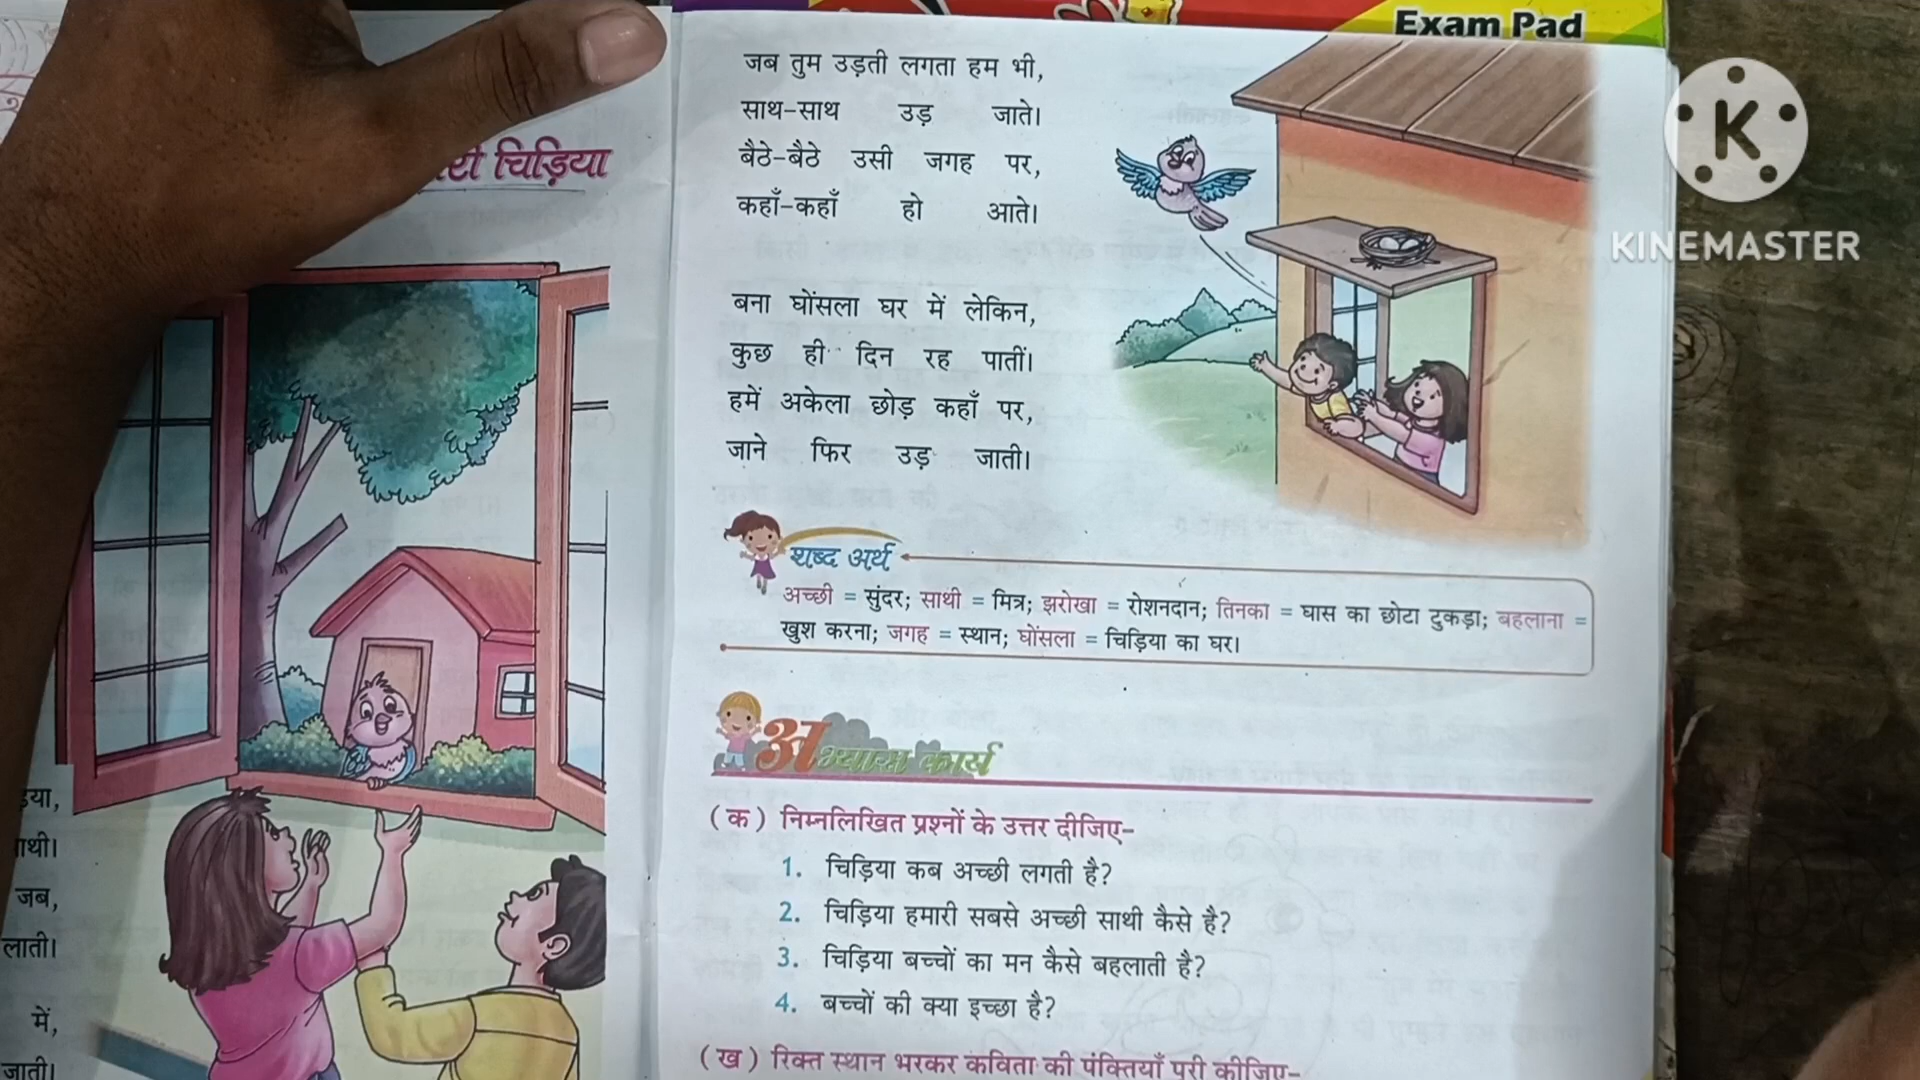 Exam Pad
KINEMASTER
चिड़िया
जब,
में,
जब तुम उड़ती लगता हम भी,
साथ-साथ उड़ जाते।
बैठे-बैठे उसी जगह पर,
कहाँ-कहाँ हो आते।
बना घोंसला घर में लेकिन,
कुछ ही दिन रह पातीं।
हमें अकेला छोड़ कहाँ पर,
जाने फिर उड़ जाती।
शब्द अर्थ
अच्छी = सुंदर; साथी = मित्र; झरोखा = रोशनदान; तिनका = घास का छोटा टुकड़ा; बहलाना =
खुश करना; जगह = स्थान; घोंसला = चिड़िया का घर।
अभ्यास कार्य
(क) निम्नलिखित प्रश्नों के उत्तर दीजिए-
1. चिड़िया कब अच्छी लगती है?
2. चिड़िया हमारी सबसे अच्छी साथी कैसे है?
3. चिड़िया बच्चों का मन कैसे बहलाती है?
4. बच्चों की क्या इच्छा है?
(ख) रिक्त स्थान भरकर कविता की पंक्तियाँ पूरी कीजिए-